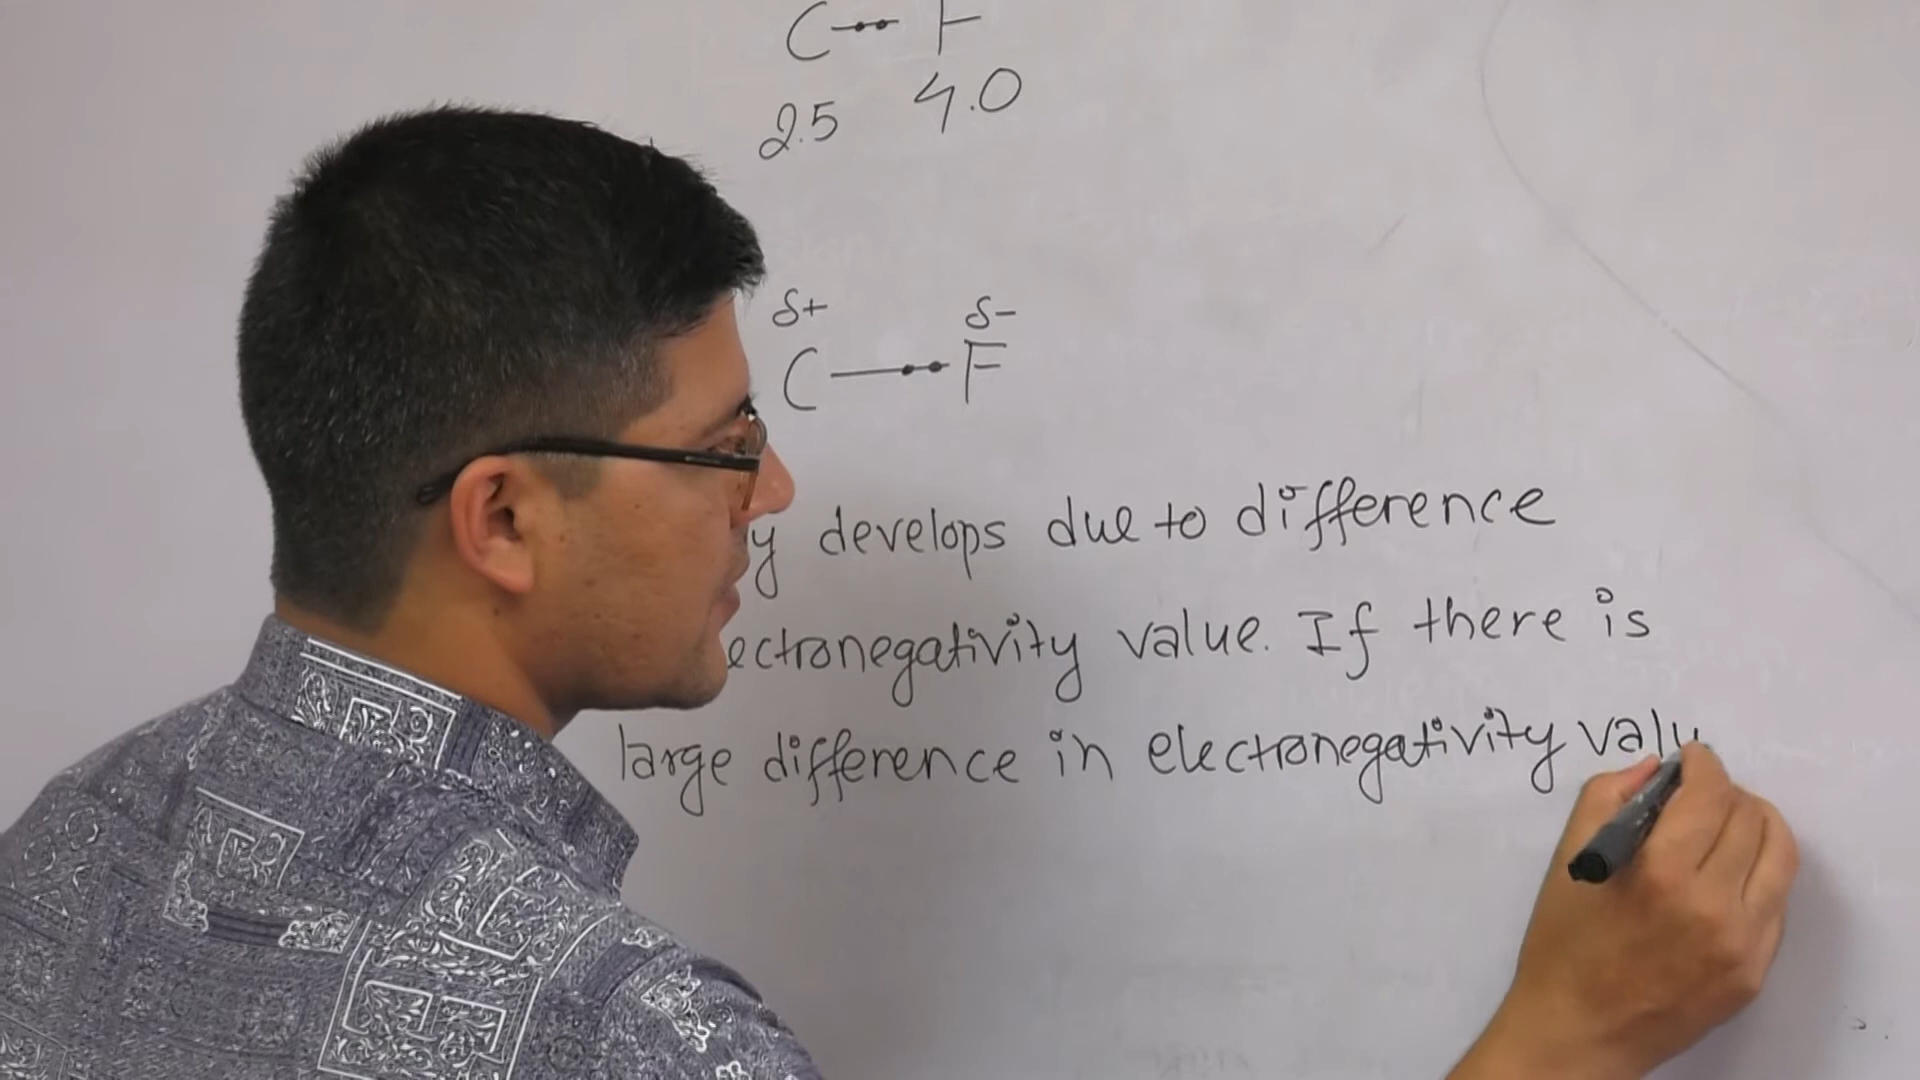 C F
2.5 4.0
δ+ δ-
C F
y develops due to difference
ectronegativity value. If there is
large difference in electronegativity valu